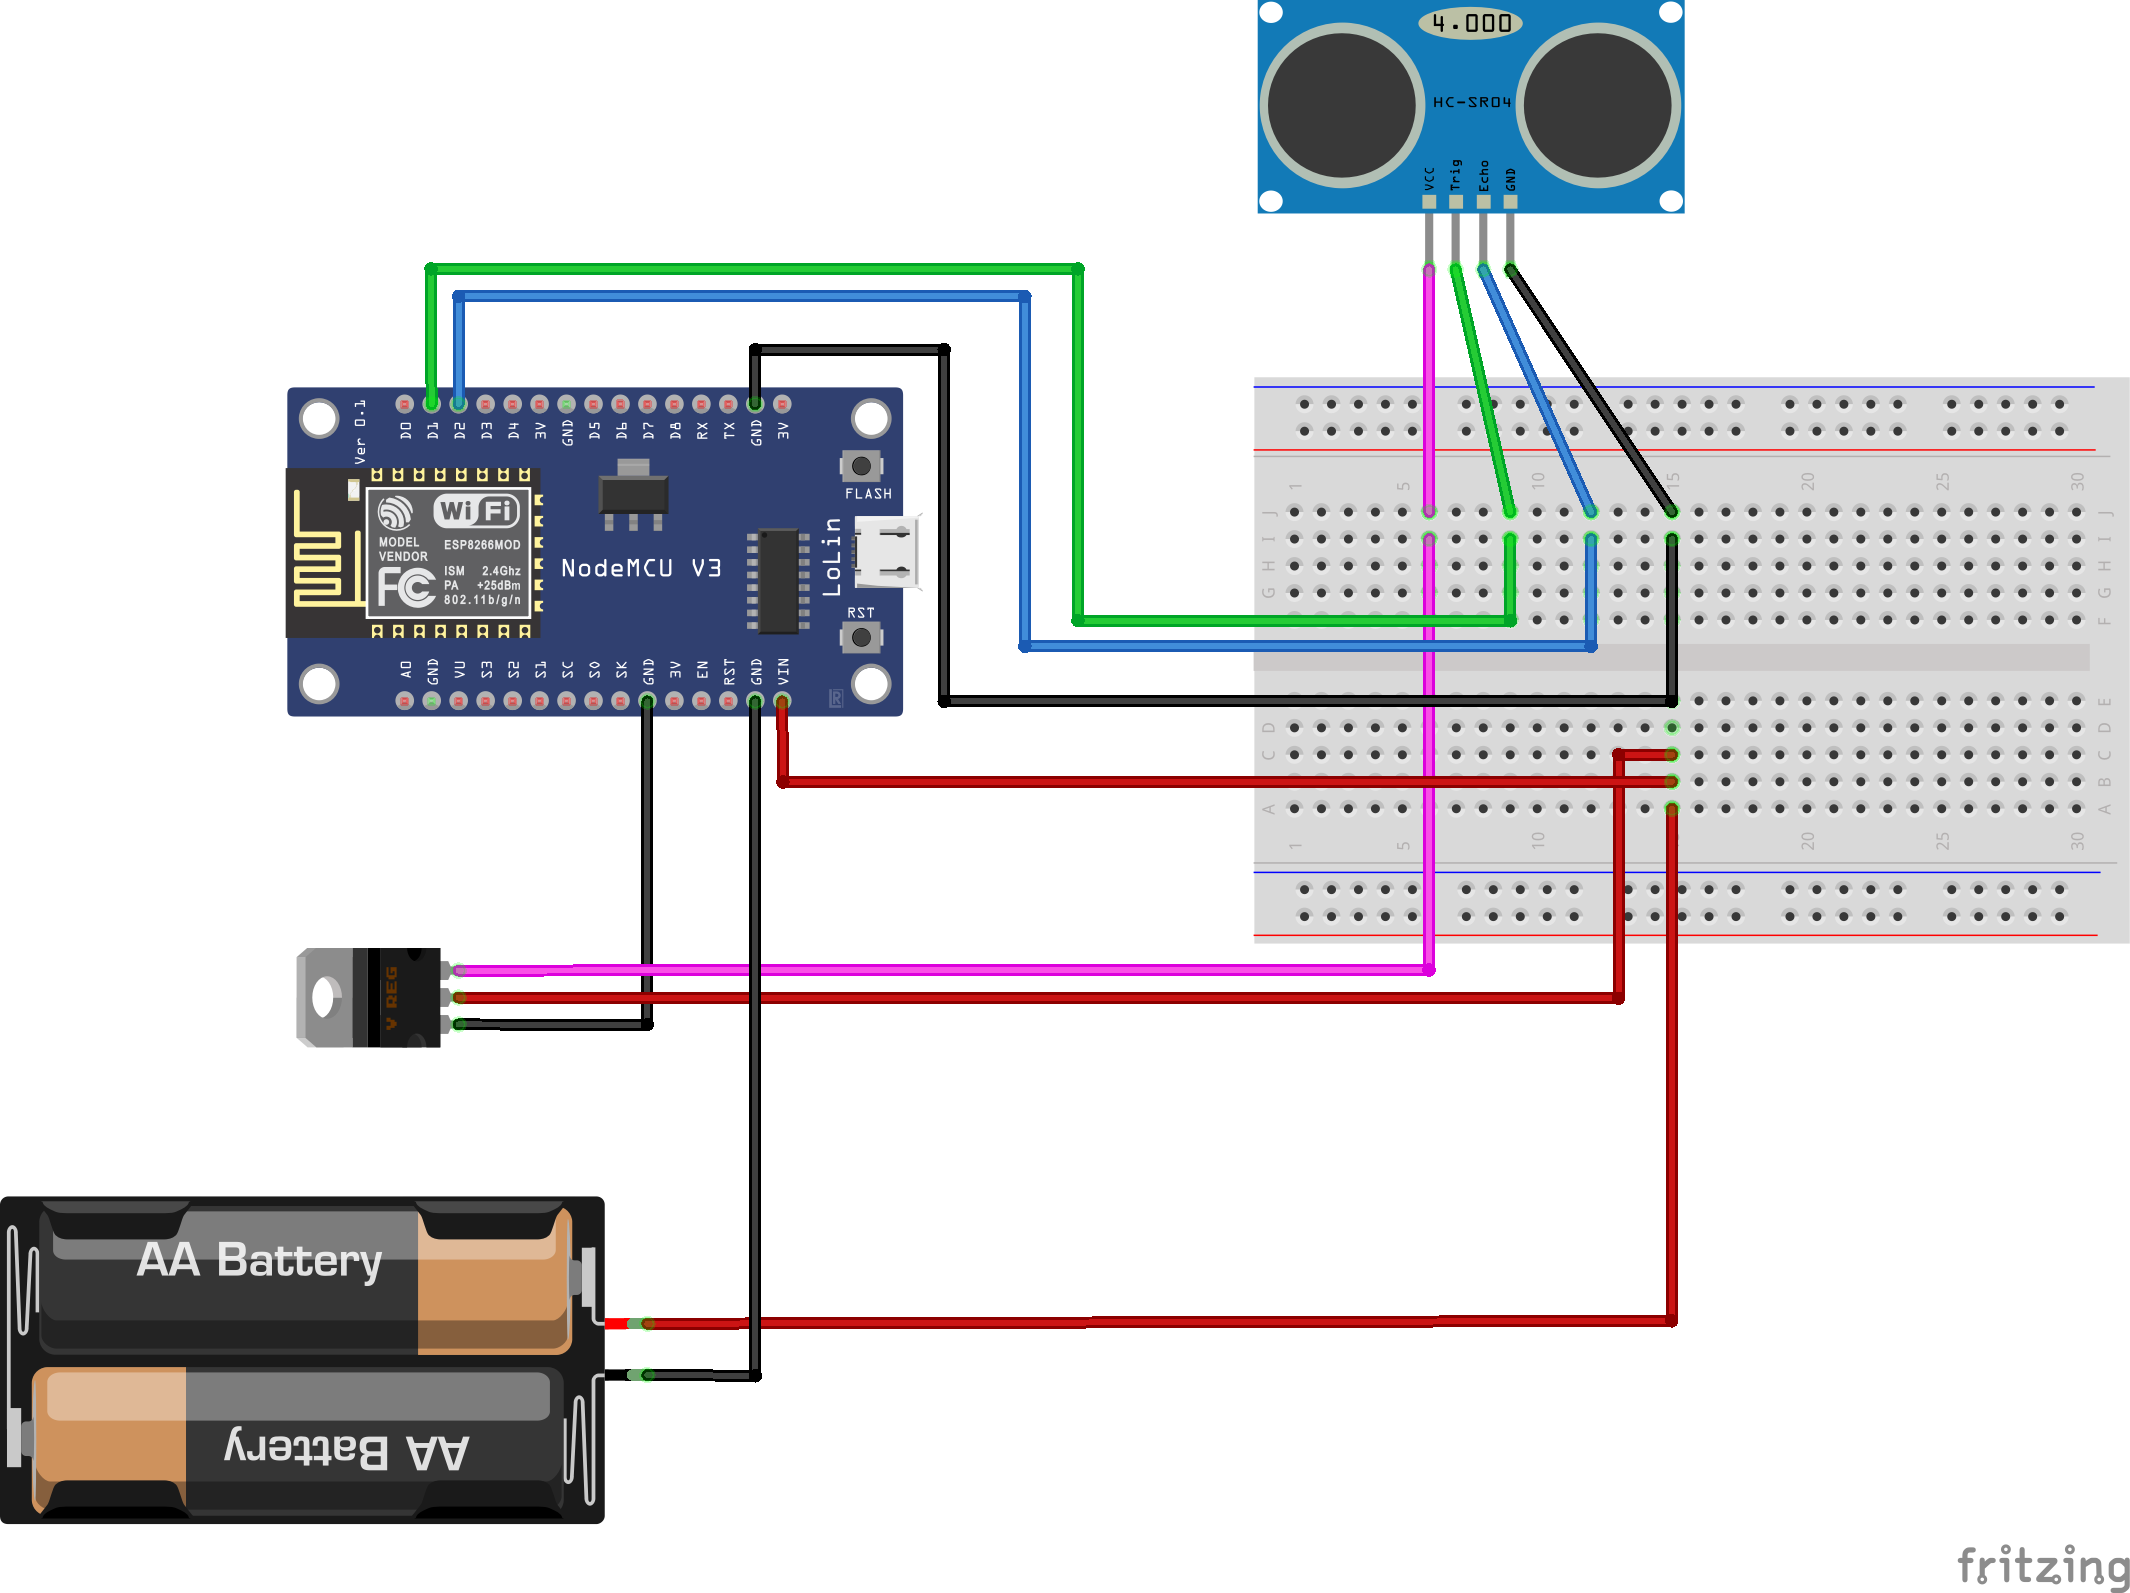 4.000
HC-SR04
VCC Trig Echo GND
Ver 0.1
D0 D1 D2 D3 D4 3V GND D5 D6 D7 D8 RX TX GND 3V
FLASH
WiFi
MODEL
VENDOR
ESP8266MOD
ISM 2.4Ghz
PA +25dBm
802.11b/g/n
FC
NodeMCU V3
LoLin
RST
A0 GND VU S3 S2 S1 SC S0 SK GND 3V EN RST GND VIN
R
1 5 10 15 20 25 30
J J
I I
H H
G G
F F
E
D D
C C
B
A A
1 5 10 20 25 30
V REG
AA Battery
AA Battery
fritzing